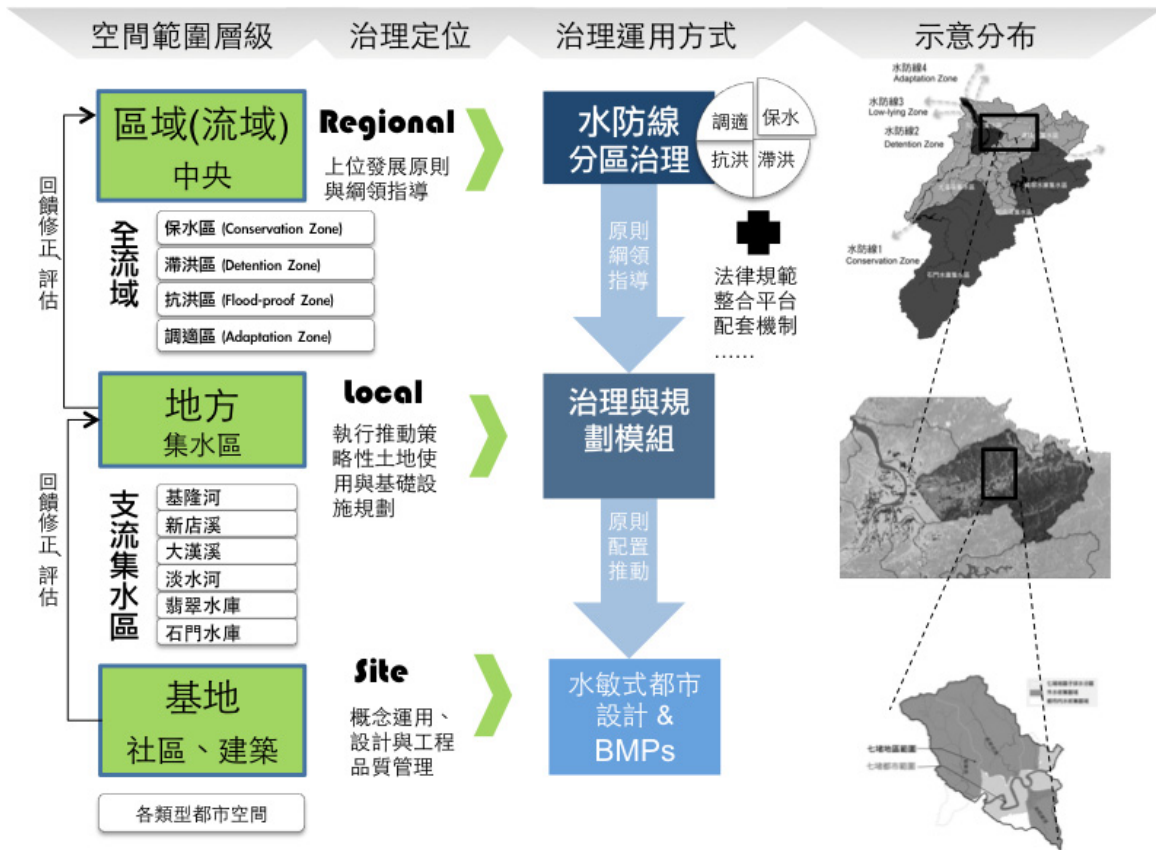 空間範圍層級
治理定位
治理運用方式
示意分布
區域(流域)
中央
Regional
上位發展原則
與綱領指導
水防線
分區治理
調適
保水
抗洪
滯洪
水防線4
Adaptation Zone
水防線3
Low-lying Zone
水防線2
Detention Zone
水防線1
Conservation Zone
石門水庫集水區
回饋修正、評估
全流域
保水區 (Conservation Zone)
滯洪區 (Detention Zone)
抗洪區 (Flood-proof Zone)
調適區 (Adaptation Zone)
原則
綱領
指導
法律規範
整合平台
配套機制
......
地方
集水區
Local
執行推動策
略性土地使
用與基礎設
施規劃
治理與規
劃模組
回饋修正、評估
支流集水區
基隆河
新店溪
大漢溪
淡水河
翡翠水庫
石門水庫
原則
配置
推動
基地
社區、建築
Site
概念運用、
設計與工程
品質管理
水敏式都市
設計 &
BMPs
七堵地區範圍
七堵都市範圍
各類型都市空間